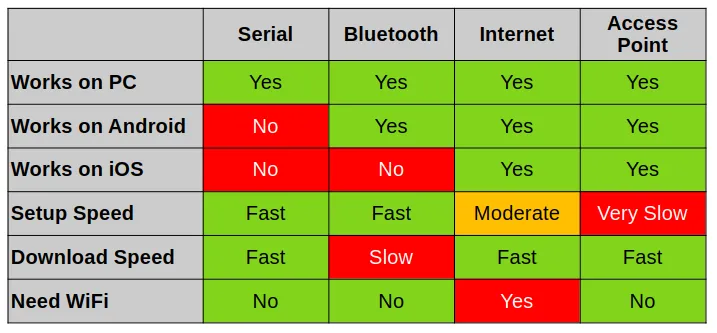 Serial Bluetooth Internet Access Point
Works on PC Yes Yes Yes Yes
Works on Android No Yes Yes Yes
Works on iOS No No Yes Yes
Setup Speed Fast Fast Moderate Very Slow
Download Speed Fast Slow Fast Fast
Need WiFi No No Yes No